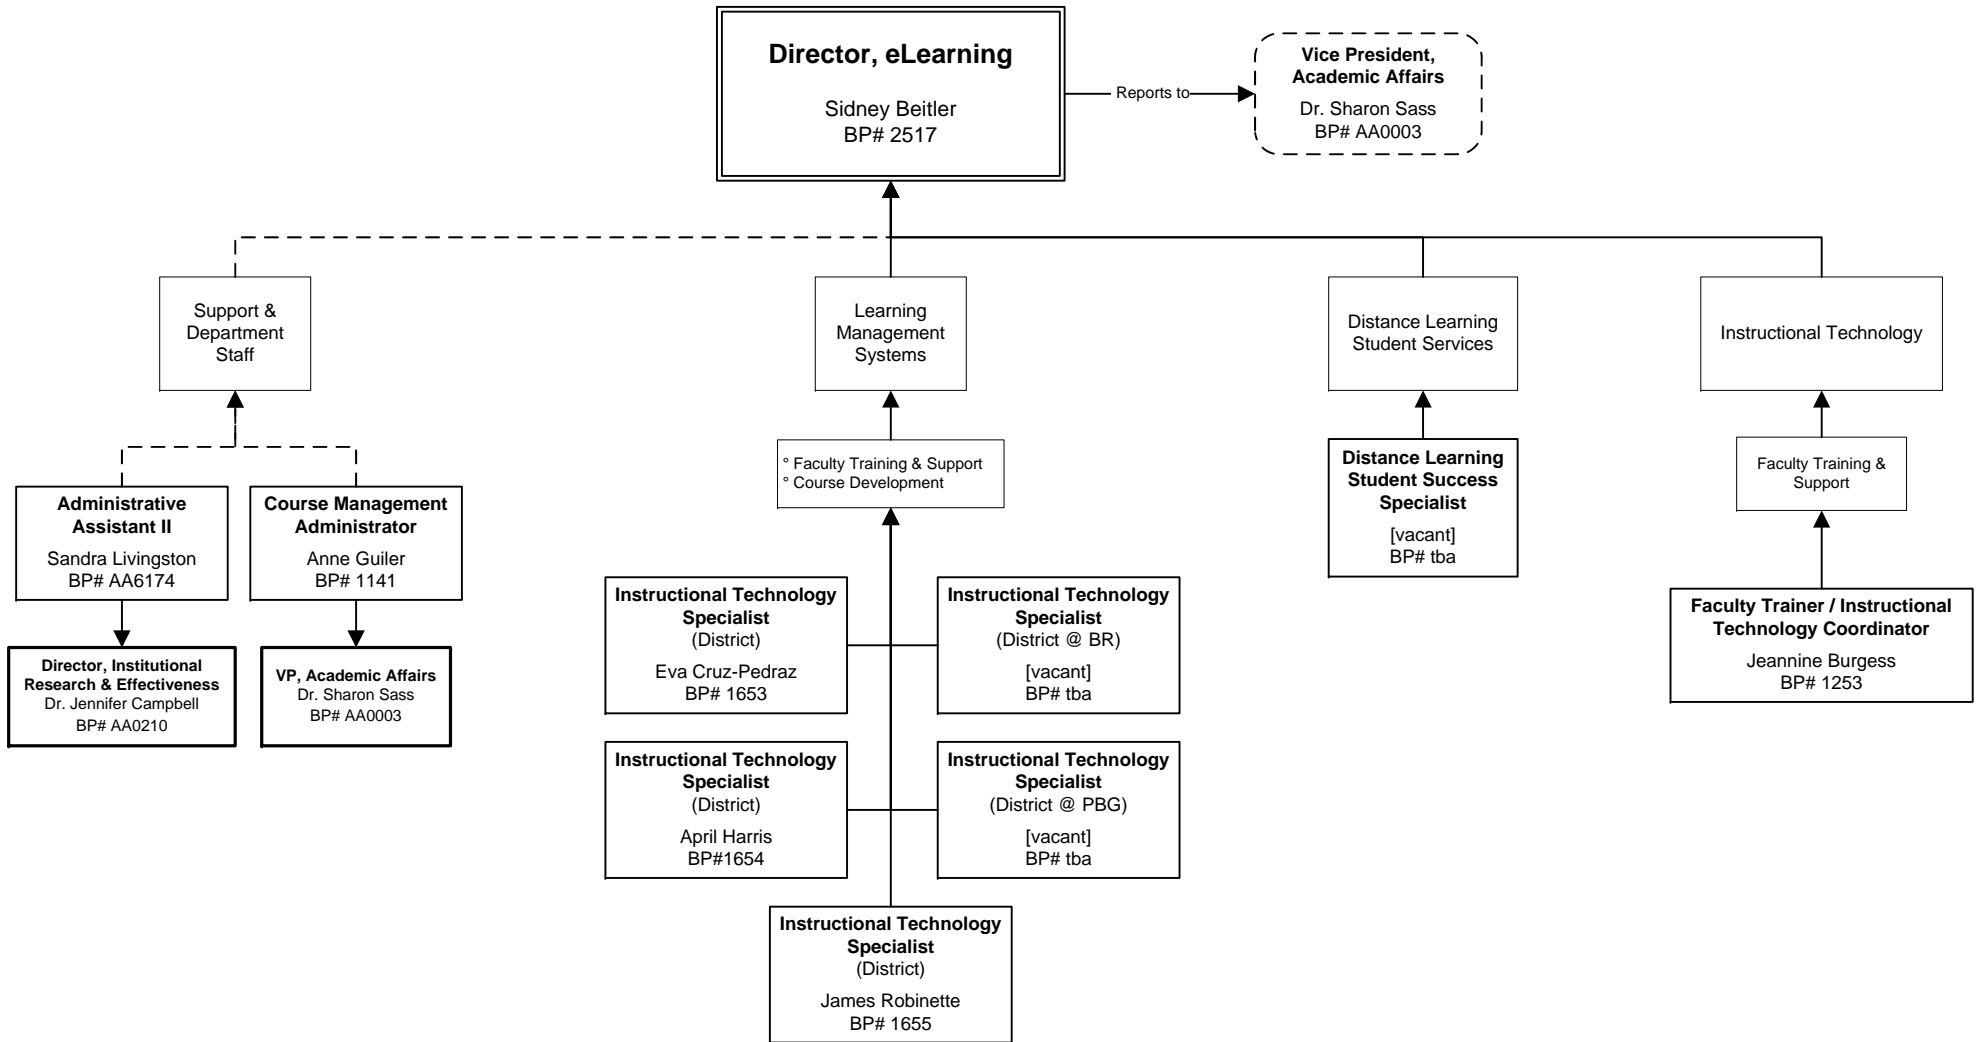 Director, eLearning
Sidney Beitler
BP# 2517
Reports to
Vice President,
Academic Affairs
Dr. Sharon Sass
BP# AA0003
Support &
Department
Staff
Learning
Management
Systems
Distance Learning
Student Services
Instructional Technology
Administrative
Assistant II
Sandra Livingston
BP# AA6174
Course Management
Administrator
Anne Guiler
BP# 1141
° Faculty Training & Support
° Course Development
Distance Learning
Student Success
Specialist
[vacant]
BP# tba
Faculty Training &
Support
Director, Institutional
Research & Effectiveness
Dr. Jennifer Campbell
BP# AA0210
VP, Academic Affairs
Dr. Sharon Sass
BP# AA0003
Instructional Technology
Specialist
(District)
Eva Cruz-Pedraz
BP# 1653
Instructional Technology
Specialist
(District @ BR)
[vacant]
BP# tba
Faculty Trainer / Instructional
Technology Coordinator
Jeannine Burgess
BP# 1253
Instructional Technology
Specialist
(District)
April Harris
BP#1654
Instructional Technology
Specialist
(District @ PBG)
[vacant]
BP# tba
Instructional Technology
Specialist
(District)
James Robinette
BP# 1655